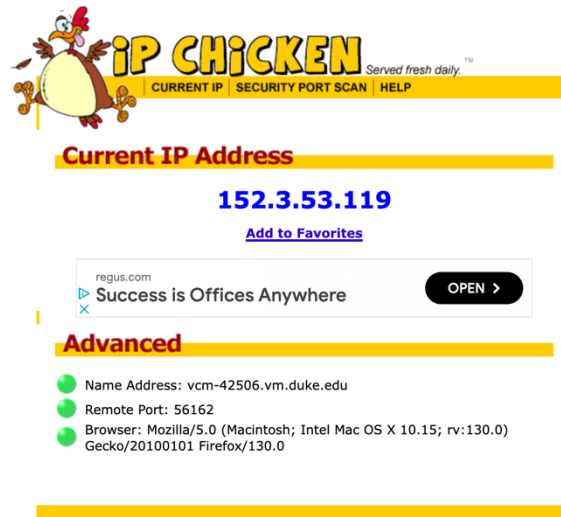 iP CHiCKEN Served fresh daily. ™
CURRENT IP | SECURITY PORT SCAN | HELP
Current IP Address
152.3.53.119
Add to Favorites
regus.com
Success is Offices Anywhere
OPEN >
Advanced
Name Address: vcm-42506.vm.duke.edu
Remote Port: 56162
Browser: Mozilla/5.0 (Macintosh; Intel Mac OS X 10.15; rv:130.0)
Gecko/20100101 Firefox/130.0